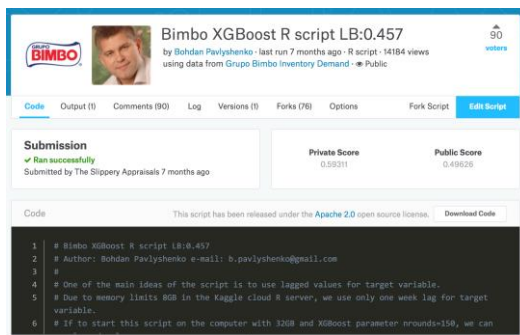 GRUPO
BIMBO
Bimbo XGBoost R script LB:0.457
by Bohdan Pavlyshenko · last run 7 months ago · R script · 14184 views
using data from Grupo Bimbo Inventory Demand · Public
90
voters
Code Output (1) Comments (90) Log Versions (1) Forks (76) Options Fork Script Edit Script
Submission
✔ Ran successfully
Submitted by The Slippery Appraisals 7 months ago
Private Score
0.59311
Public Score
0.49626
Code This script has been released under the Apache 2.0 open source license. Download Code
1 # Bimbo XGBoost R script LB:0.457
2 # Author: Bohdan Pavlyshenko e-mail: b.pavlyshenko@gmail.com
3 #
4 # One of the main ideas of the script is to use lagged values for target variable.
5 # Due to memory limits 8GB in the Kaggle cloud R server, we use only one week lag for target
variable.
6 # If to start this script on the computer with 32GB and XGBoost parameter nrounds=150, we can